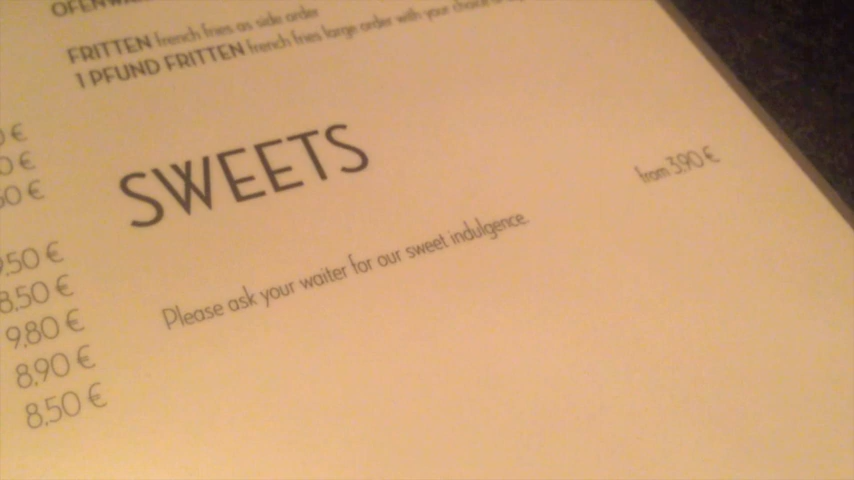 FRITTEN french fries as side order
1 PFUND FRITTEN french fries large order with your choice
SWEETS
from 3,90 €
Please ask your waiter for our sweet indulgence.
50 €
8,50 €
9,80 €
8,90 €
8,50 €